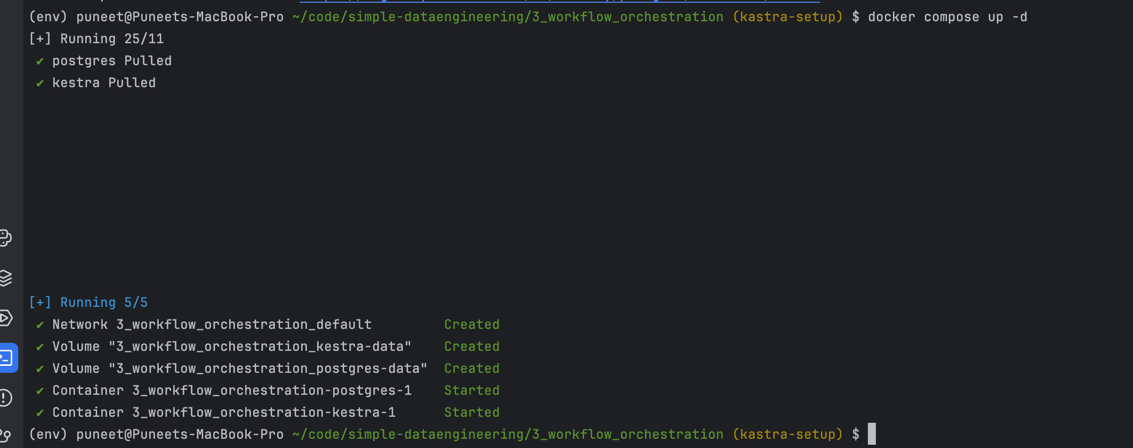 (env) puneet@Puneets-MacBook-Pro ~/code/simple-dataengineering/3_workflow_orchestration (kastra-setup) $ docker compose up -d
[+] Running 25/11
✔ postgres Pulled
✔ kestra Pulled
[+] Running 5/5
✔ Network 3_workflow_orchestration_default Created
✔ Volume "3_workflow_orchestration_kestra-data" Created
✔ Volume "3_workflow_orchestration_postgres-data" Created
✔ Container 3_workflow_orchestration-postgres-1 Started
✔ Container 3_workflow_orchestration-kestra-1 Started
(env) puneet@Puneets-MacBook-Pro ~/code/simple-dataengineering/3_workflow_orchestration (kastra-setup) $